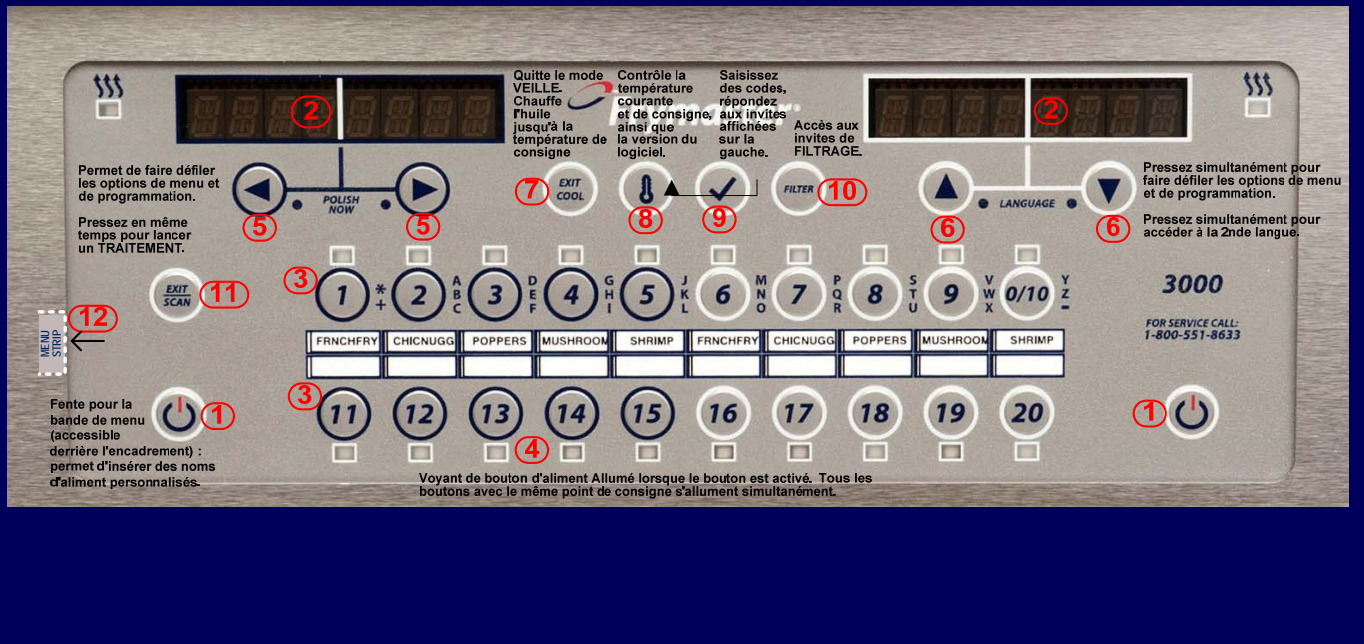 Quitte le mode
VEILLE.
Chauffe
l'huile
jusqu'à la
température de
consigne
Contrôle la
température
courante
et de consigne,
ainsi que
la version du
logiciel.
Saisissez
des codes,
répondez
aux invites
affichées
sur la
gauche.
Accès aux
invites de
FILTRAGE.
Frymaster
2
2
Permet de faire défiler
les options de menu et
de programmation.
Pressez en même
temps pour lancer
un TRAITEMENT.
POLISH
NOW
5
5
7
EXIT
COOL
8
9
FILTER
10
LANGUAGE
6
6
Pressez simultanément pour
faire défiler les options de menu
et de programmation.
Pressez simultanément pour
accéder à la 2nde langue.
EXIT
SCAN
11
3
1 * +
2 A B C
3 D E F
4 G H I
5 J K L
6 M N O
7 P Q R
8 S T U
9 V W X
0/10 Y Z –
3000
FOR SERVICE CALL:
1-800-551-8633
12
MENU
STRIP
FRNCHFRY CHICNUGG POPPERS MUSHROOM SHRIMP FRNCHFRY CHICNUGG POPPERS MUSHROOM SHRIMP
3
11 12 13 14 15 16 17 18 19 20
1
1
4
Fente pour la
bande de menu
(accessible
derrière l'encadrement) :
permet d'insérer des noms
d'aliment personnalisés.
Voyant de bouton d'aliment Allumé lorsque le bouton est activé. Tous les
boutons avec le même point de consigne s'allument simultanément.